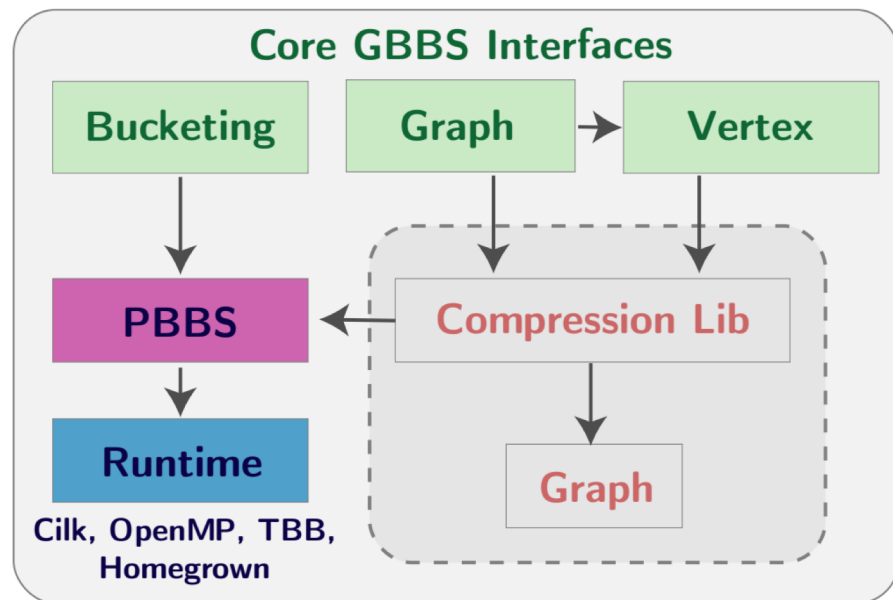 Core GBBS Interfaces
Bucketing
Graph
Vertex
PBBS
Compression Lib
Runtime
Graph
Cilk, OpenMP, TBB,
Homegrown